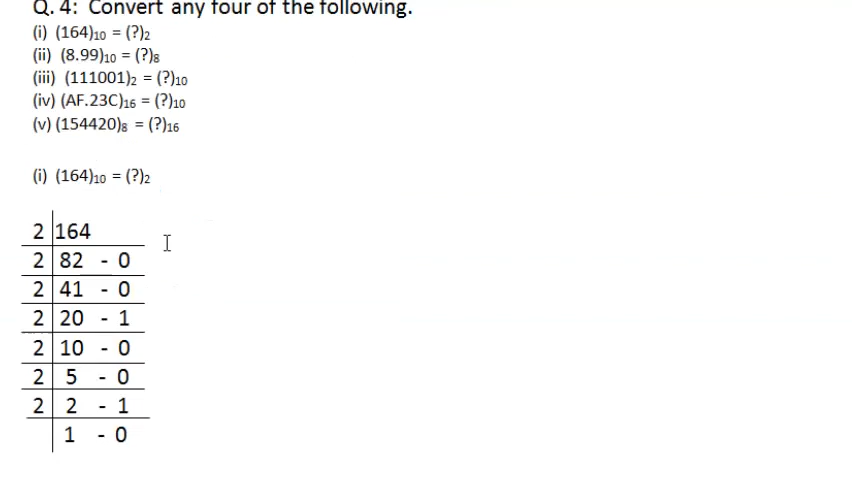 Q. 4: Convert any four of the following.
(i) (164)₁₀ = (?)₂
(ii) (8.99)₁₀ = (?)₈
(iii) (111001)₂ = (?)₁₀
(iv) (AF.23C)₁₆ = (?)₁₀
(v) (154420)₈ = (?)₁₆
(i) (164)₁₀ = (?)₂
2 164
2 82 - 0
2 41 - 0
2 20 - 1
2 10 - 0
2 5 - 0
2 2 - 1
1 - 0